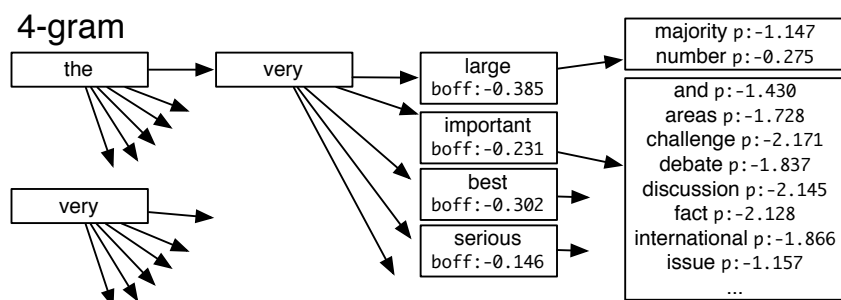 4-gram
the
very
very
large
boff:-0.385
important
boff:-0.231
best
boff:-0.302
serious
boff:-0.146
majority p:-1.147
number p:-0.275
and p:-1.430
areas p:-1.728
challenge p:-2.171
debate p:-1.837
discussion p:-2.145
fact p:-2.128
international p:-1.866
issue p:-1.157
...